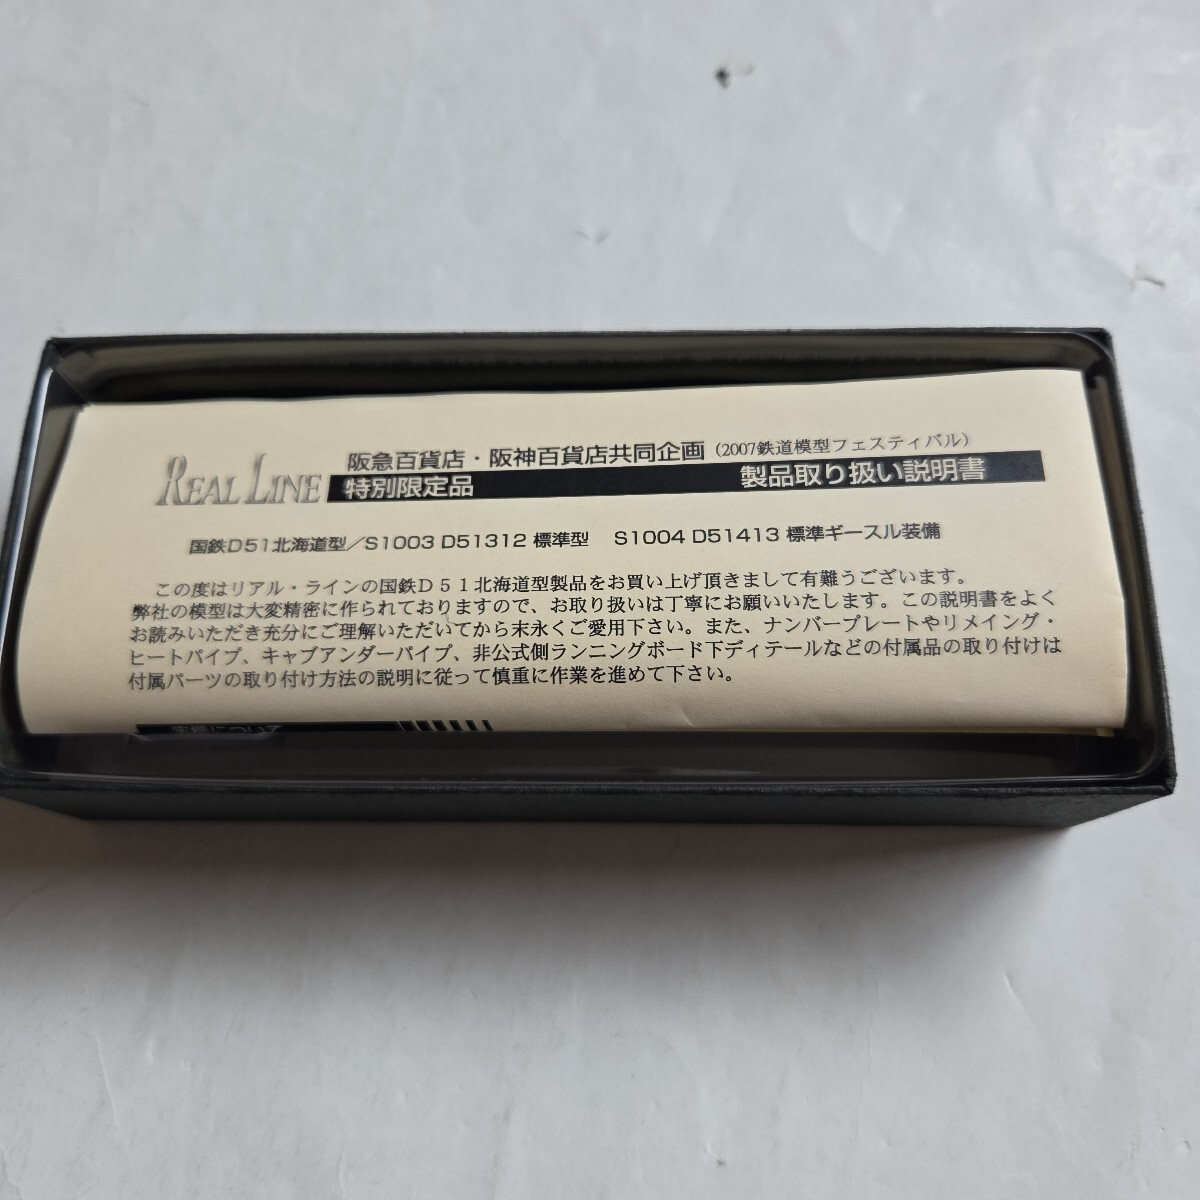 阪急百貨店・阪神百貨店共同企画（2007鉄道模型フェスティバル）
REAL LINE 特別限定品 製品取り扱い説明書
国鉄D51北海道型／S1003 D51312 標準型 S1004 D51413 標準ギースル装備
この度はリアル・ラインの国鉄Ｄ５１北海道型製品をお買い上げ頂きまして有難うございます。
弊社の模型は大変精密に作られておりますので、お取り扱いは丁寧にお願いいたします。この説明書をよく
お読みいただき充分にご理解いただいてから末永くご愛用下さい。また、ナンバープレートやリメイング・
ヒートパイプ、キャブアンダーパイプ、非公式側ランニングボード下ディテールなどの付属品の取り付けは
付属パーツの取り付け方法の説明に従って慎重に作業を進めて下さい。
について